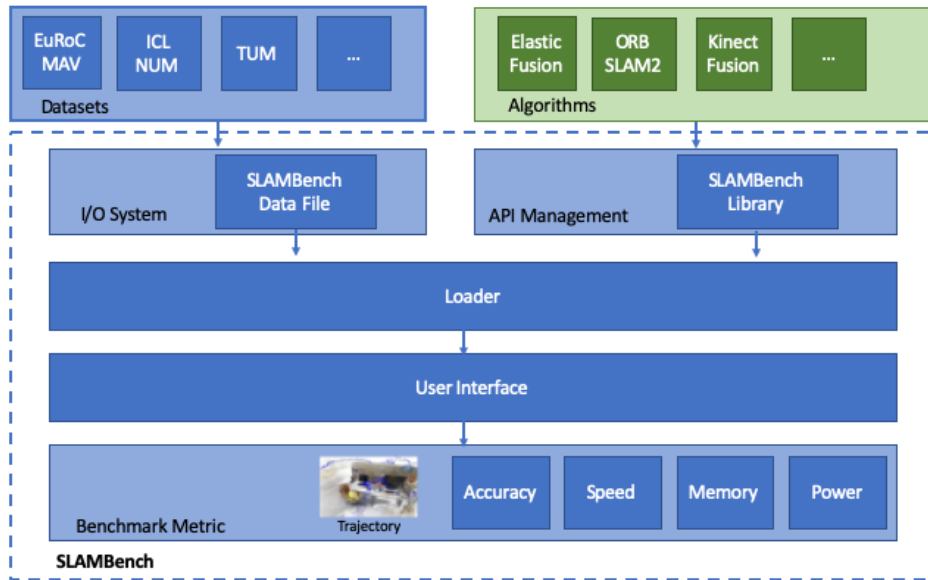 EuRoC
MAV
ICL
NUM
TUM
...
Datasets
Elastic
Fusion
ORB
SLAM2
Kinect
Fusion
...
Algorithms
I/O System
SLAMBench
Data File
API Management
SLAMBench
Library
Loader
User Interface
Benchmark Metric
Trajectory
Accuracy
Speed
Memory
Power
SLAMBench